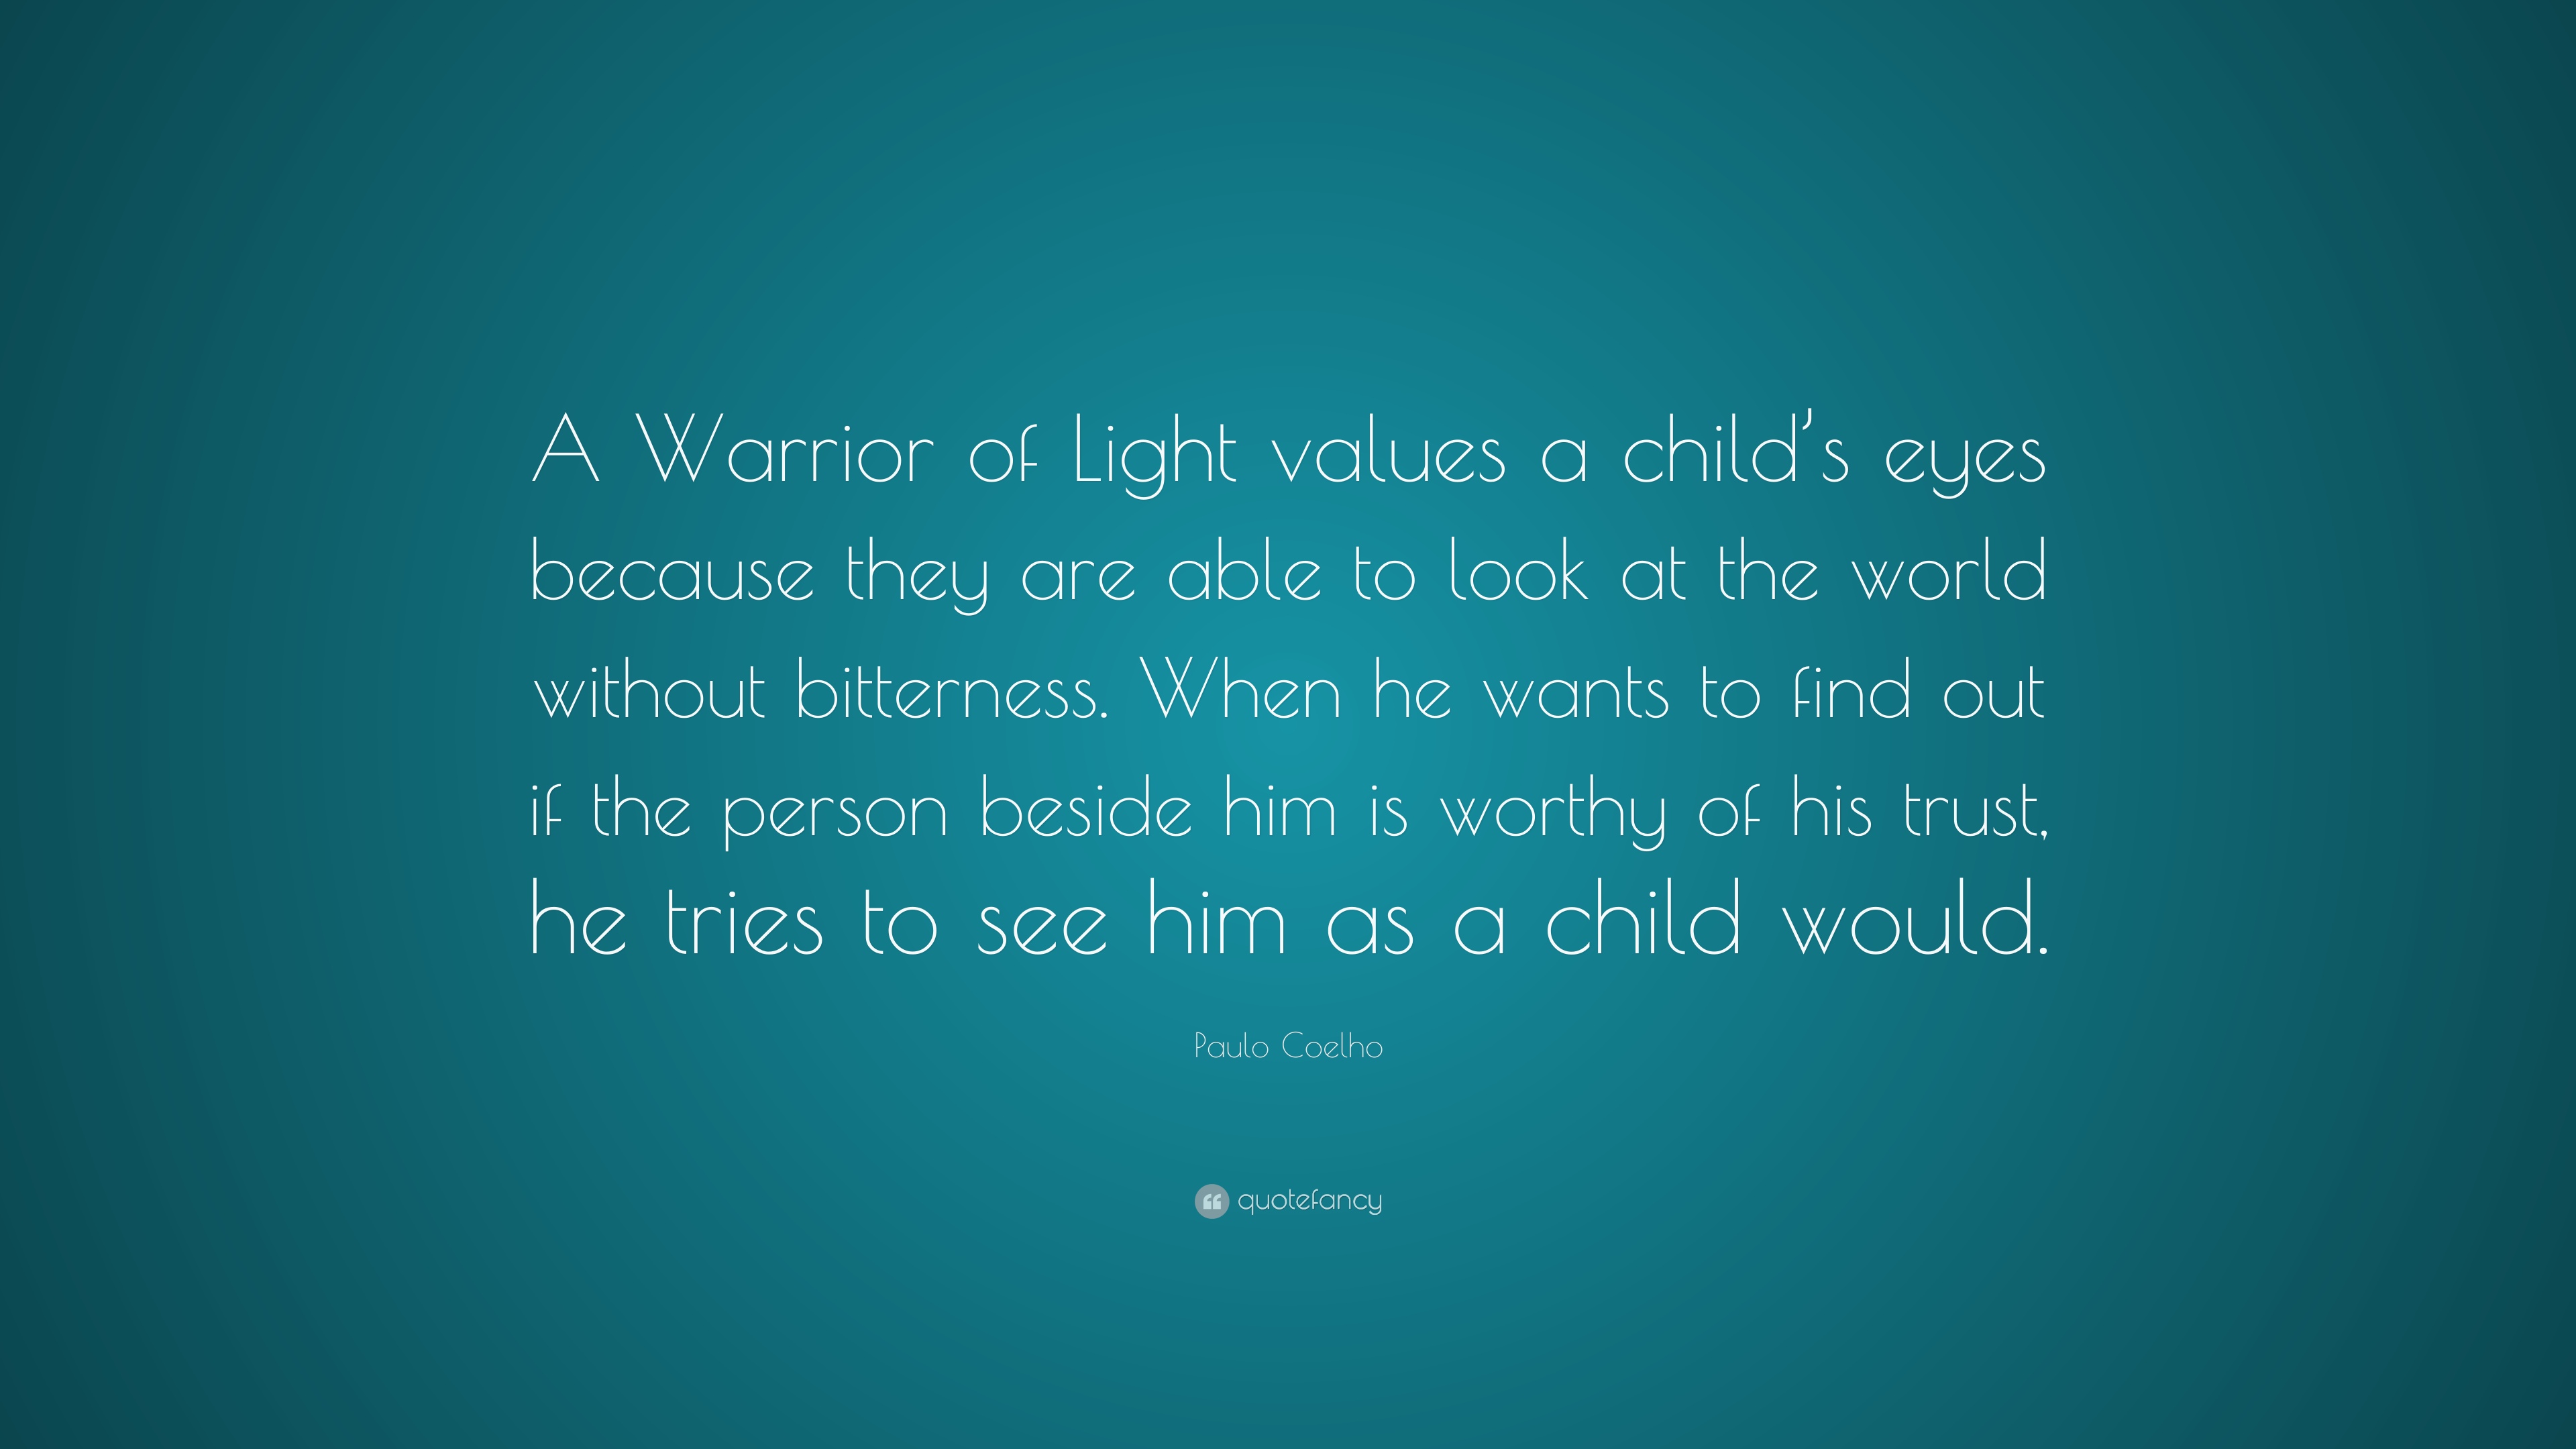 A Warrior of Light values a child’s eyes
because they are able to look at the world
without bitterness. When he wants to find out
if the person beside him is worthy of his trust,
he tries to see him as a child would.
Paulo Coelho
quotefancy